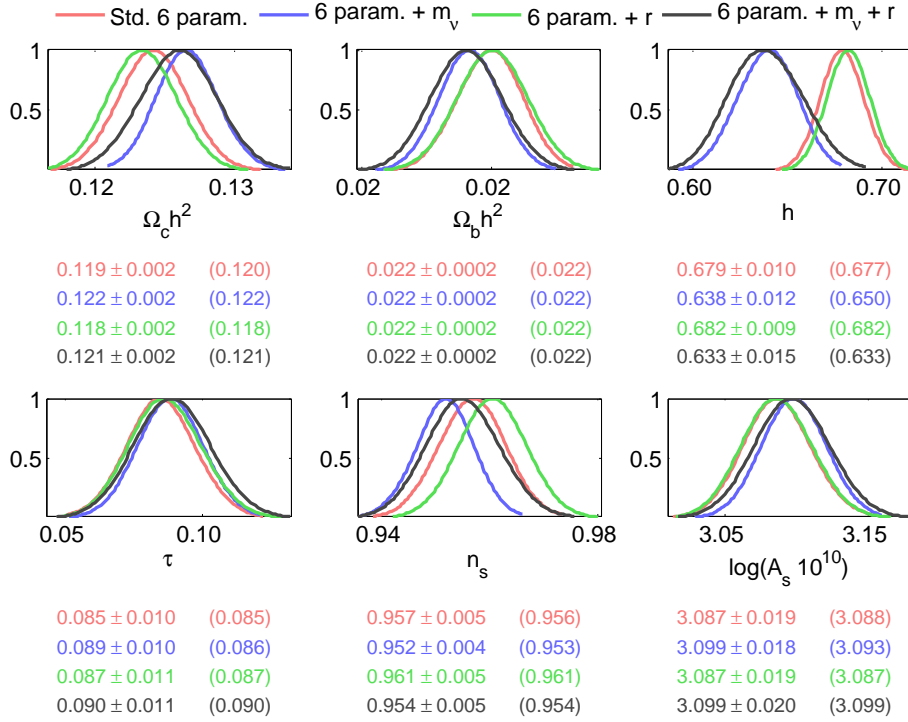 Std. 6 param. 6 param. + m_ν 6 param. + r 6 param. + m_ν + r
1 1 1
0.5 0.5 0.5
0.12 0.13 0.02 0.02 0.60 0.70
Ω_c h² Ω_b h² h
0.119 ± 0.002 (0.120) 0.022 ± 0.0002 (0.022) 0.679 ± 0.010 (0.677)
0.122 ± 0.002 (0.122) 0.022 ± 0.0002 (0.022) 0.638 ± 0.012 (0.650)
0.118 ± 0.002 (0.118) 0.022 ± 0.0002 (0.022) 0.682 ± 0.009 (0.682)
0.121 ± 0.002 (0.121) 0.022 ± 0.0002 (0.022) 0.633 ± 0.015 (0.633)
1 1 1
0.5 0.5 0.5
0.05 0.10 0.94 0.98 3.05 3.15
τ n_s log(A_s 10¹⁰)
0.085 ± 0.010 (0.085) 0.957 ± 0.005 (0.956) 3.087 ± 0.019 (3.088)
0.089 ± 0.010 (0.086) 0.952 ± 0.004 (0.953) 3.099 ± 0.018 (3.093)
0.087 ± 0.011 (0.087) 0.961 ± 0.005 (0.961) 3.087 ± 0.019 (3.087)
0.090 ± 0.011 (0.090) 0.954 ± 0.005 (0.954) 3.099 ± 0.020 (3.099)